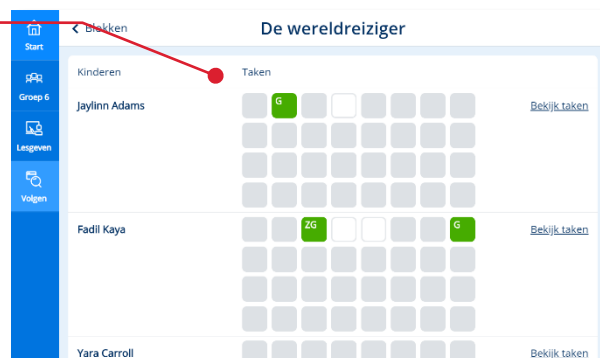 Start
Groep 6
Lesgeven
Volgen
Blokken
De wereldreiziger
Kinderen
Taken
Jaylinn Adams
G
Bekijk taken
Fadil Kaya
ZG
G
Bekijk taken
Yara Carroll
Bekijk taken